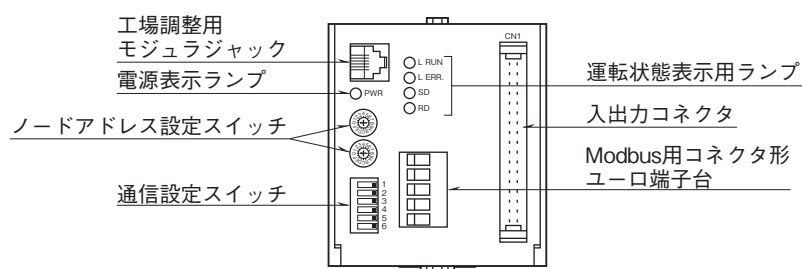 工場調整用
モジュラジャック
電源表示ランプ
ノードアドレス設定スイッチ
通信設定スイッチ
PWR
L RUN
L ERR.
SD
RD
1
2
3
4
5
6
CN1
運転状態表示用ランプ
入出力コネクタ
Modbus用コネクタ形
ユーロ端子台